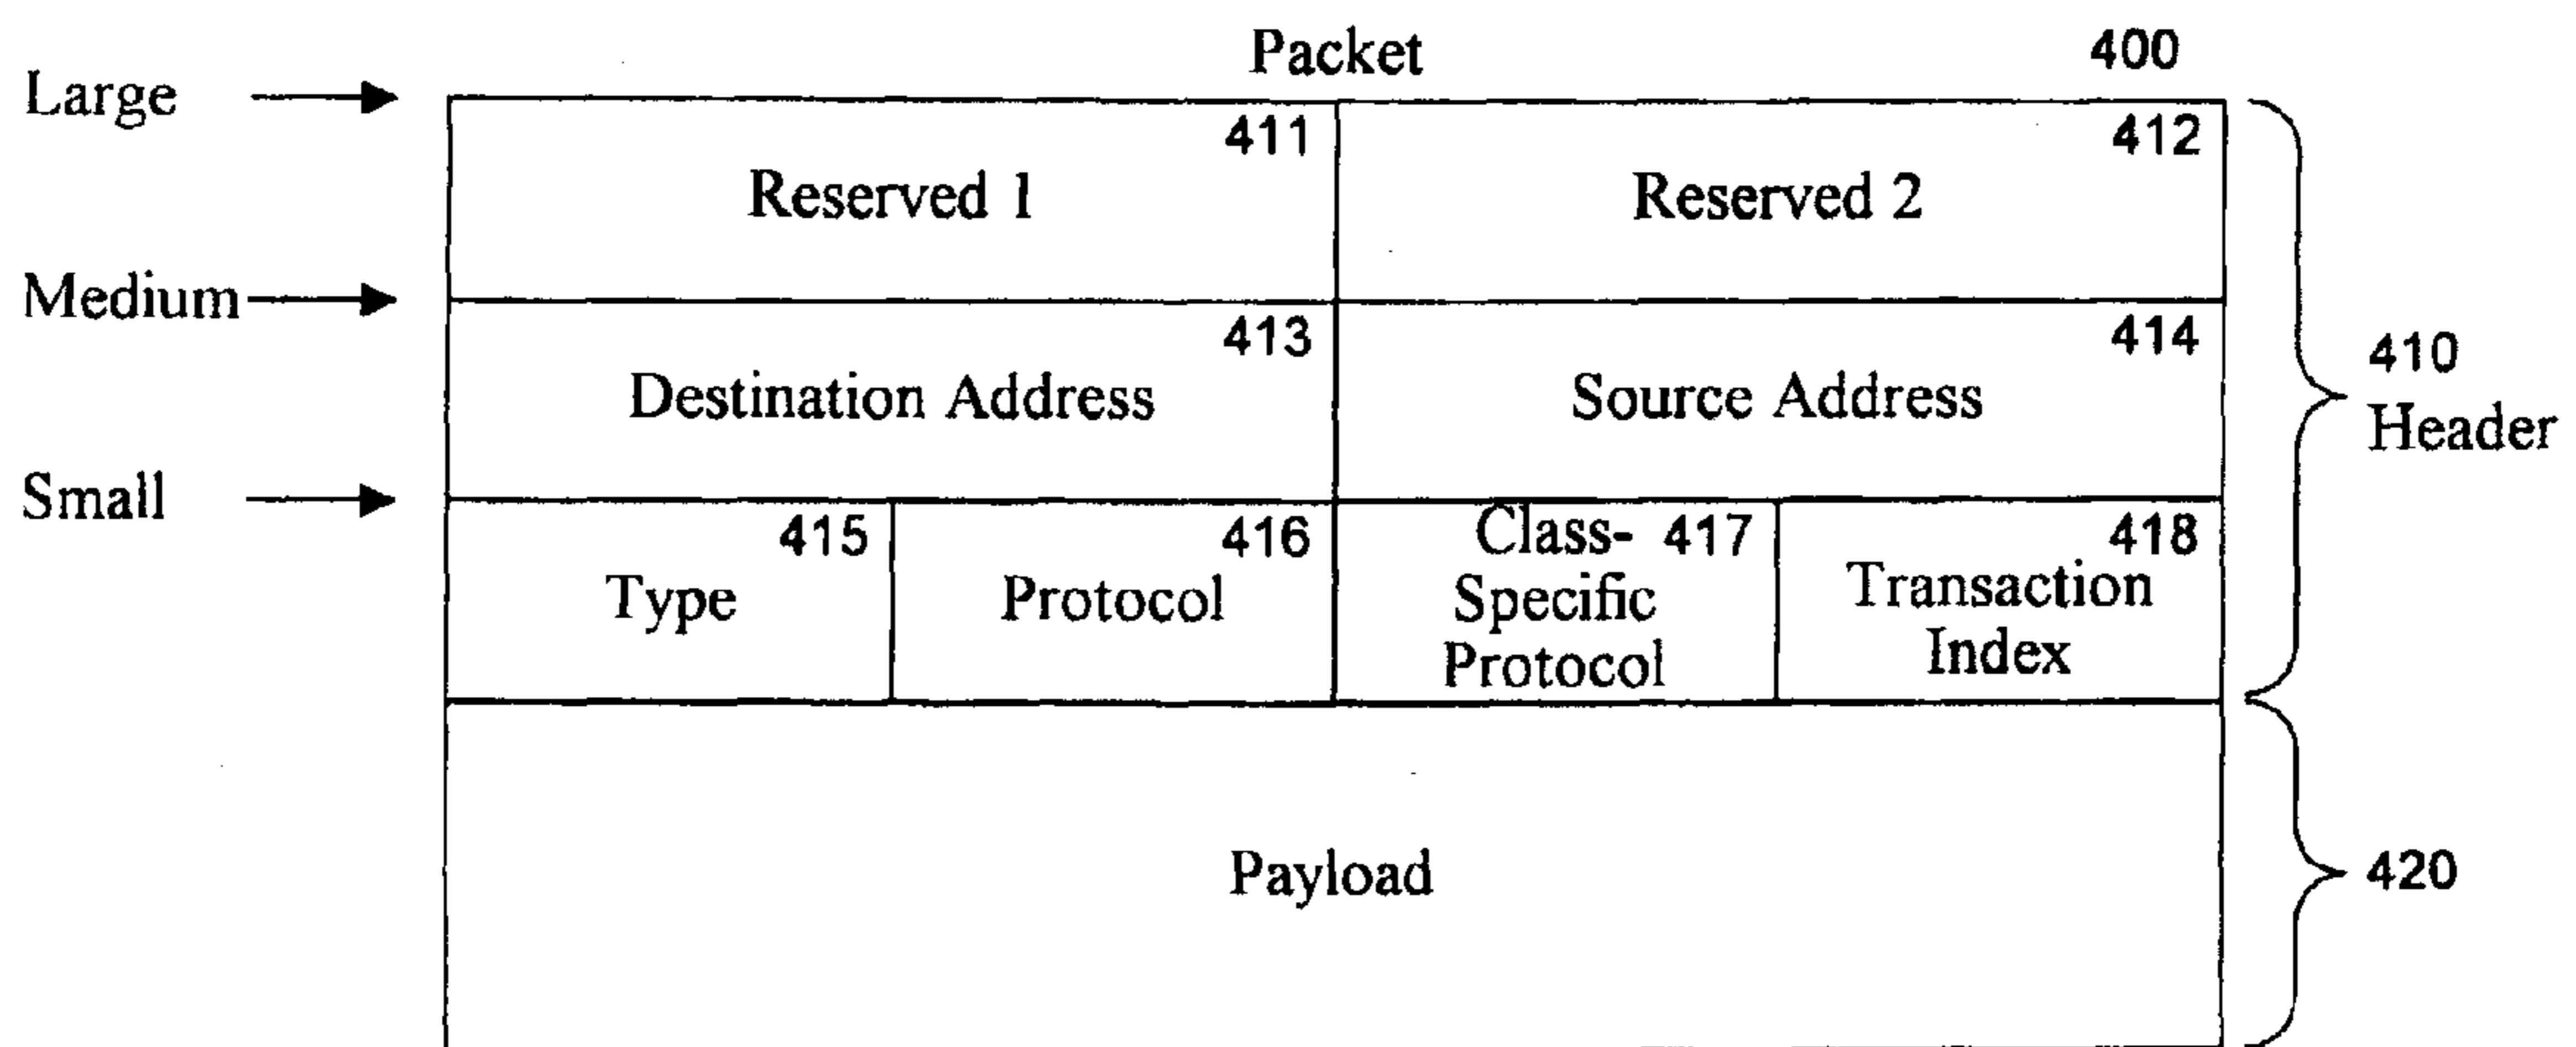 Packet 400
Large
411
412
Reserved 1
Reserved 2
Medium
413
414
Destination Address
Source Address
410
Header
Small
415
416
Class- 417
418
Type
Protocol
Specific
Protocol
Transaction
Index
Payload
420